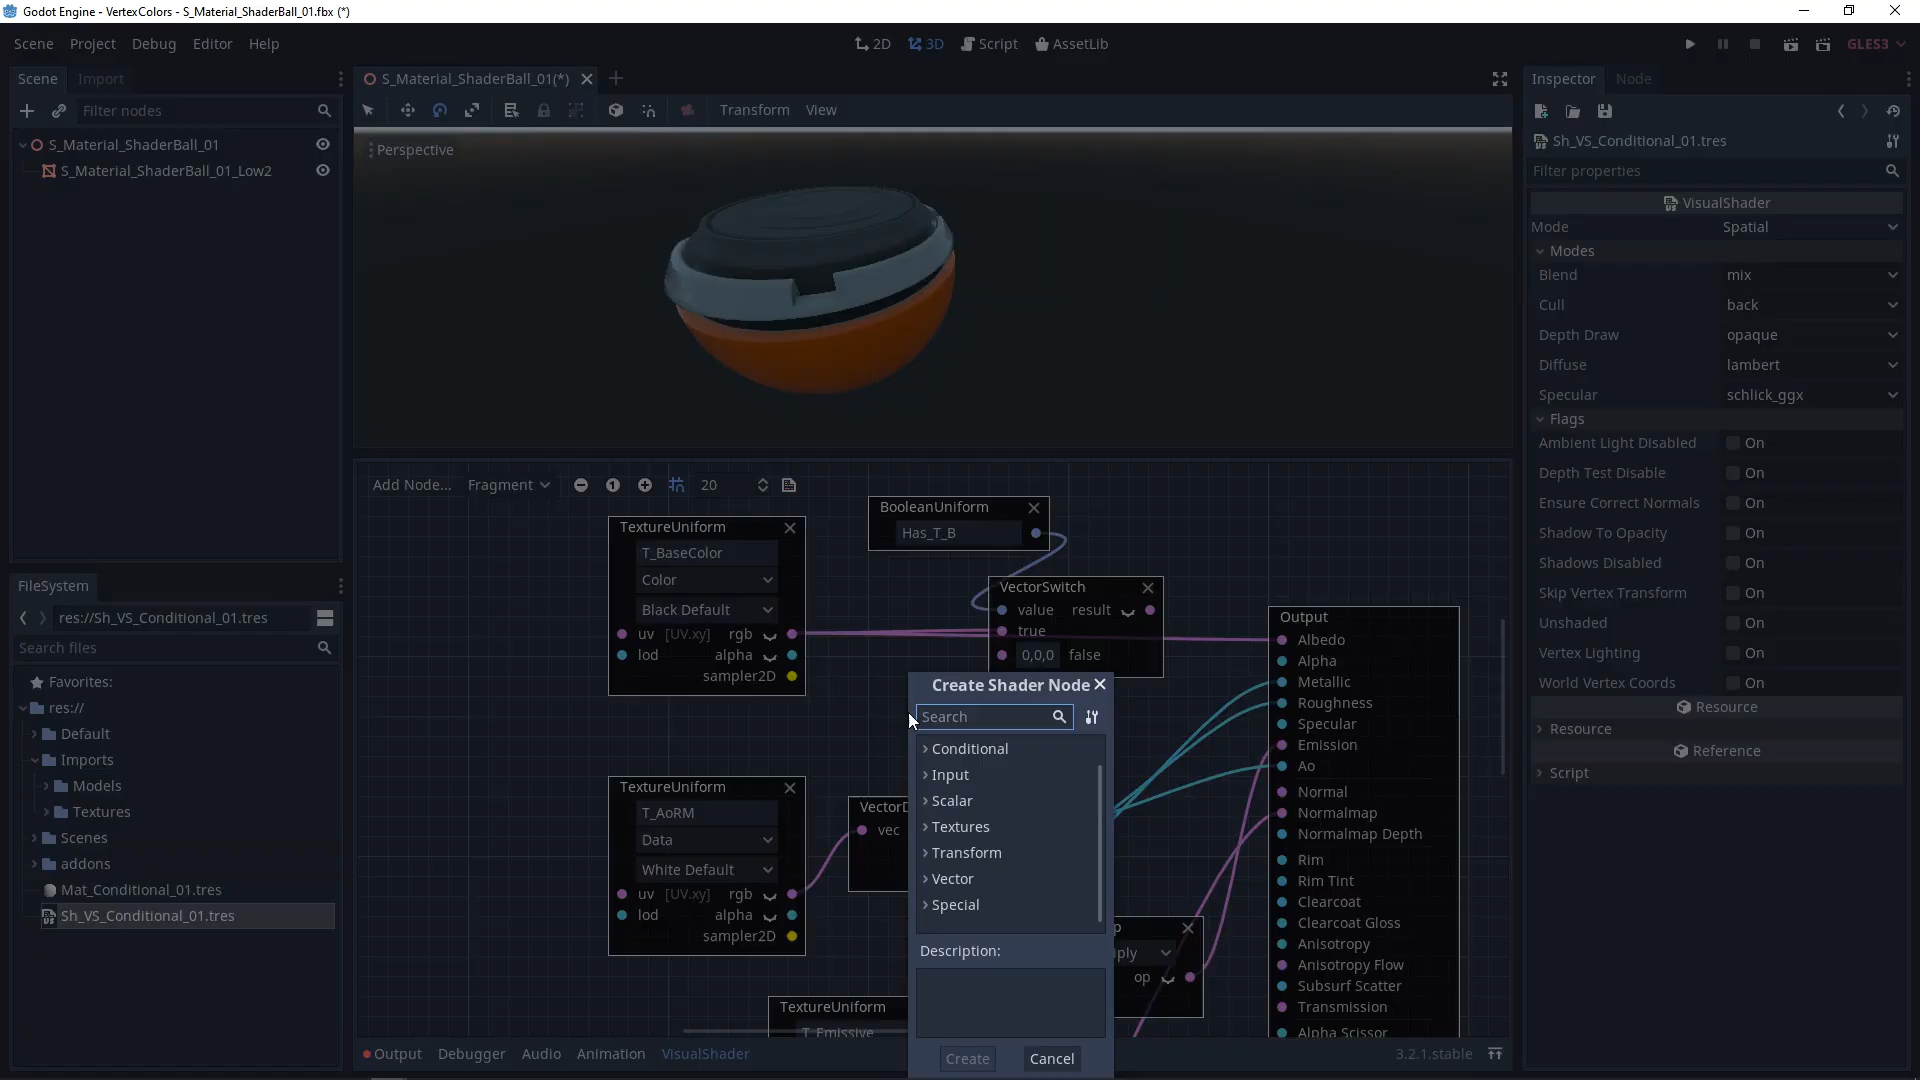 Godot Engine - VertexColors - S_Material_ShaderBall_01.fbx (*)
Scene Project Debug Editor Help
2D 3D Script AssetLib
GLES3
Scene Import
Filter nodes
S_Material_ShaderBall_01
S_Material_ShaderBall_01_Low2
S_Material_ShaderBall_01(*)
Transform View
Perspective
FileSystem
res://Sh_VS_Conditional_01.tres
Search files
Favorites:
res://
Default
Imports
Models
Textures
Scenes
addons
Mat_Conditional_01.tres
Sh_VS_Conditional_01.tres
Add Node... Fragment 1 20
TextureUniform
T_BaseColor
Color
Black Default
uv [UV.xy] rgb
lod alpha
sampler2D
BooleanUniform
Has_T_B
VectorSwitch
value result
true
0,0,0 false
TextureUniform
T_AoRM
Data
White Default
uv [UV.xy] rgb
lod alpha
sampler2D
VectorD
vec
TextureUniform
T_Emissive
p
iply
op
Create Shader Node
Search
Conditional
Input
Scalar
Textures
Transform
Vector
Special
Description:
Create Cancel
Output
Albedo
Alpha
Metallic
Roughness
Specular
Emission
Ao
Normal
Normalmap
Normalmap Depth
Rim
Rim Tint
Clearcoat
Clearcoat Gloss
Anisotropy
Anisotropy Flow
Subsurf Scatter
Transmission
Alpha Scissor
Output Debugger Audio Animation VisualShader
3.2.1.stable
Inspector Node
Sh_VS_Conditional_01.tres
Filter properties
VisualShader
Mode Spatial
Modes
Blend mix
Cull back
Depth Draw opaque
Diffuse lambert
Specular schlick_ggx
Flags
Ambient Light Disabled On
Depth Test Disable On
Ensure Correct Normals On
Shadow To Opacity On
Shadows Disabled On
Skip Vertex Transform On
Unshaded On
Vertex Lighting On
World Vertex Coords On
Resource
Resource
Reference
Script